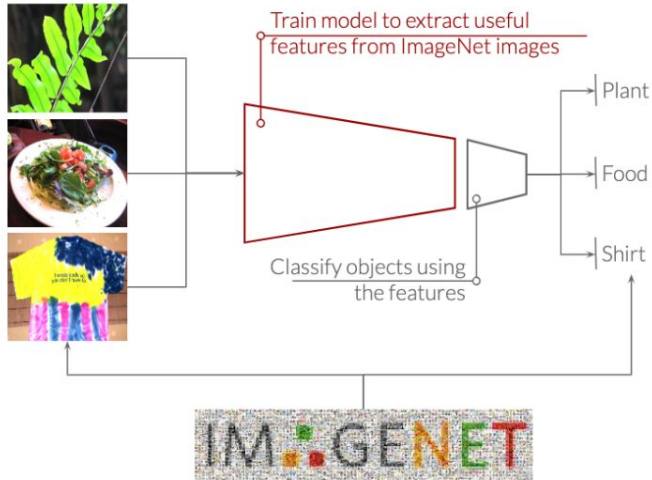 Train model to extract useful
features from ImageNet images
Plant
Food
Shirt
Classify objects using
the features
IMAGENET